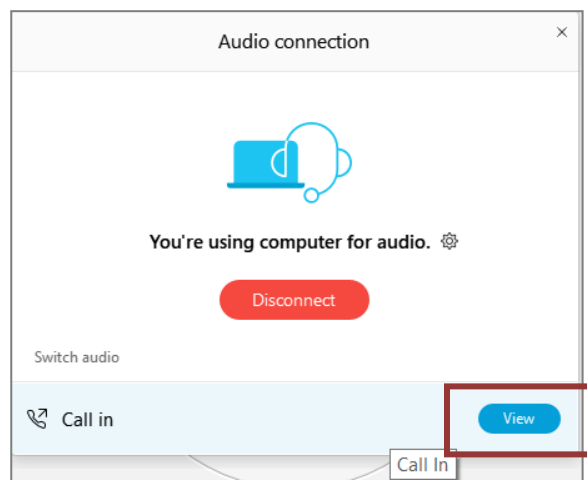 Audio connection
You're using computer for audio.
Disconnect
Switch audio
Call in
View
Call In